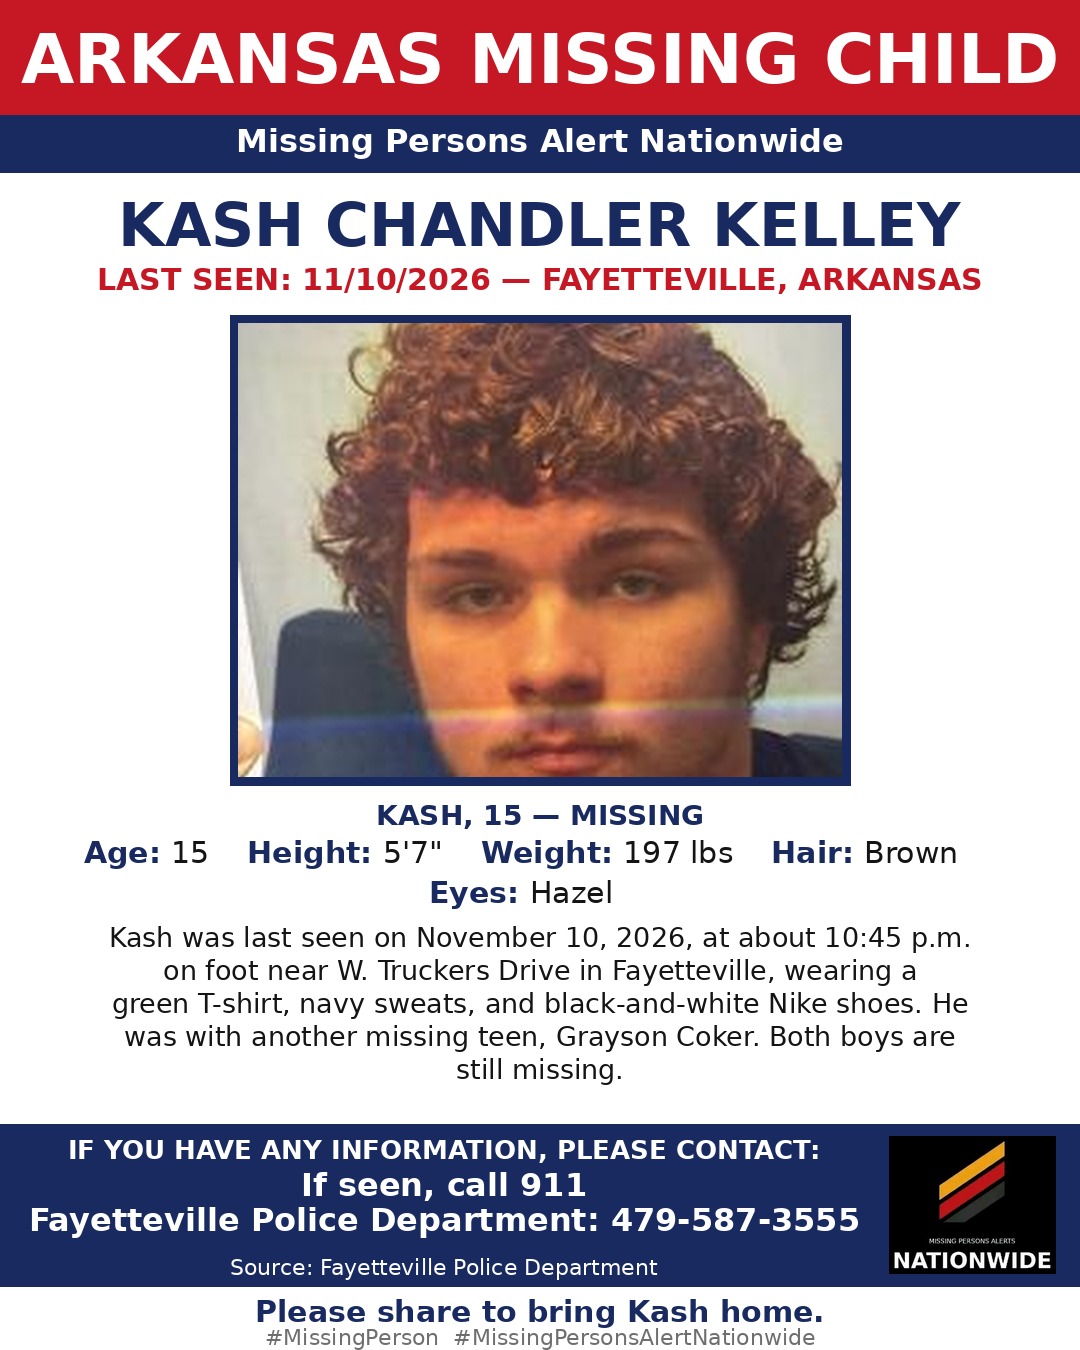 ARKANSAS MISSING CHILD
Missing Persons Alert Nationwide
KASH CHANDLER KELLEY
LAST SEEN: 11/10/2026 — FAYETTEVILLE, ARKANSAS
KASH, 15 — MISSING
Age: 15 Height: 5'7" Weight: 197 lbs Hair: Brown
Eyes: Hazel
Kash was last seen on November 10, 2026, at about 10:45 p.m.
on foot near W. Truckers Drive in Fayetteville, wearing a
green T-shirt, navy sweats, and black-and-white Nike shoes. He
was with another missing teen, Grayson Coker. Both boys are
still missing.
IF YOU HAVE ANY INFORMATION, PLEASE CONTACT:
If seen, call 911
Fayetteville Police Department: 479-587-3555
Source: Fayetteville Police Department
MISSING PERSONS ALERTS
NATIONWIDE
Please share to bring Kash home.
#MissingPerson #MissingPersonsAlertNationwide